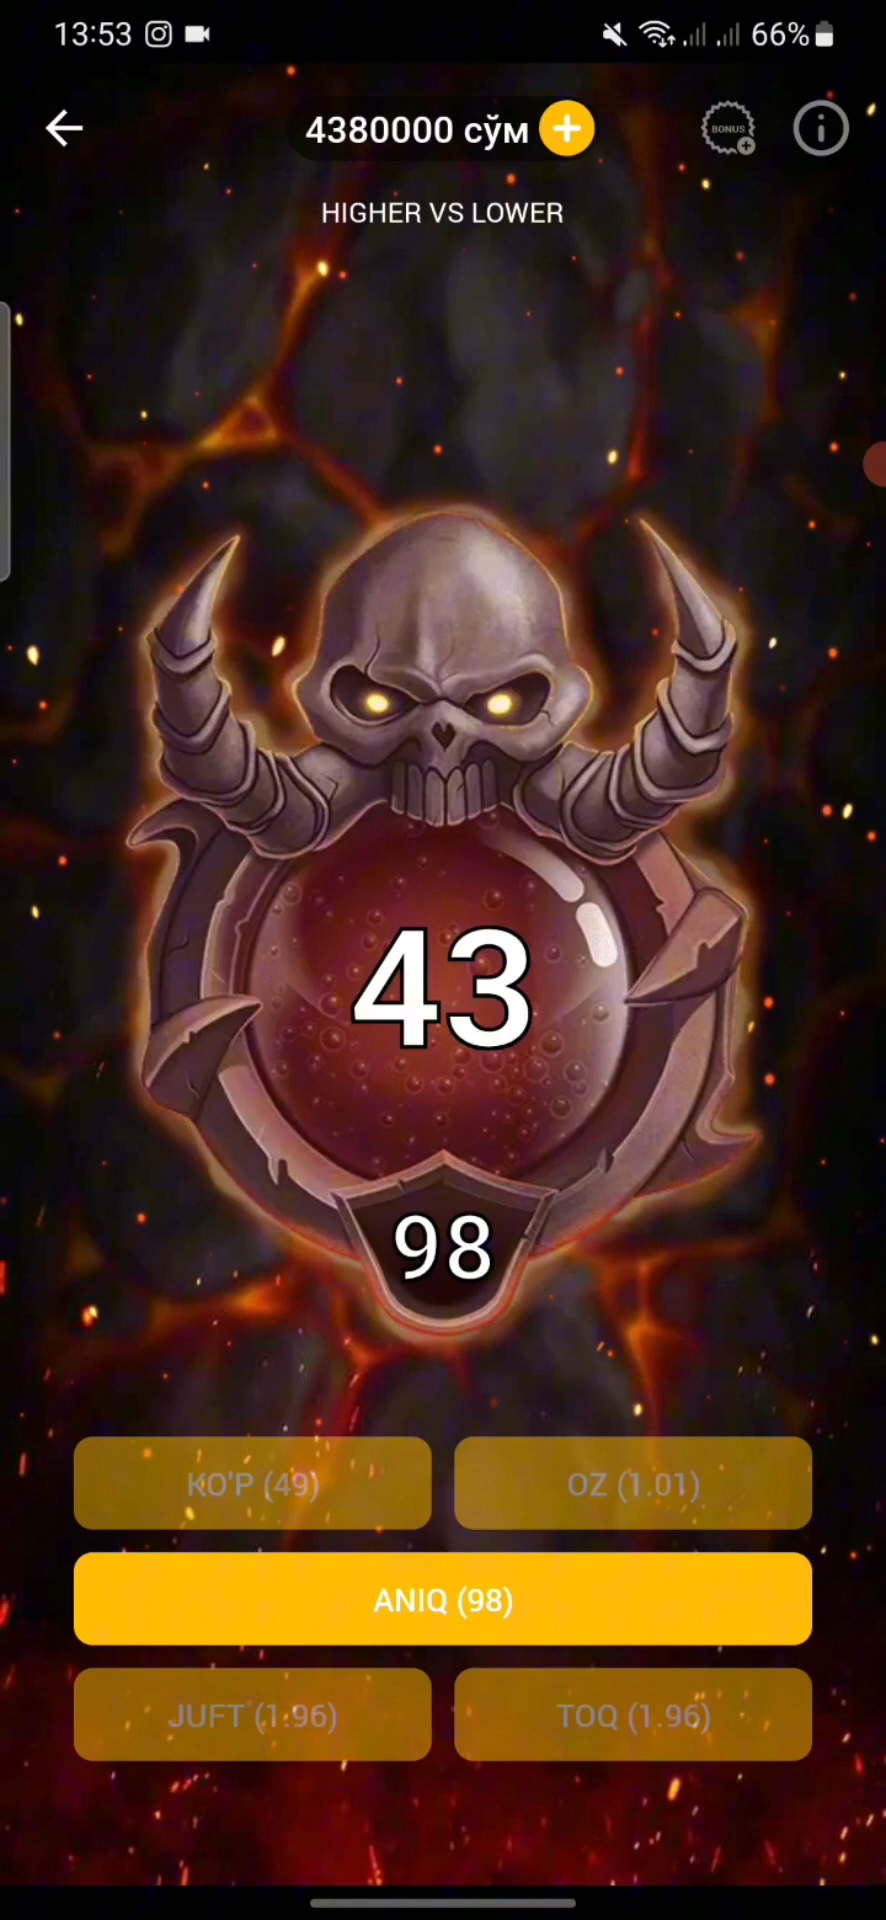 13:53 66%
4380000 сўм
BONUS
HIGHER VS LOWER
43
98
KO'P (49) OZ (1.01)
ANIQ (98)
JUFT (1.96) TOQ (1.96)